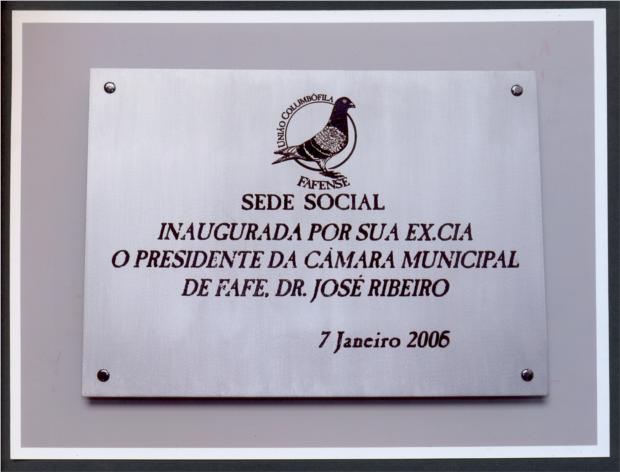 UNIÃO COLUMBÓFILA
FAFENSE
SEDE SOCIAL
INAUGURADA POR SUA EX.CIA
O PRESIDENTE DA CÂMARA MUNICIPAL
DE FAFE, DR. JOSÉ RIBEIRO
7 Janeiro 2006